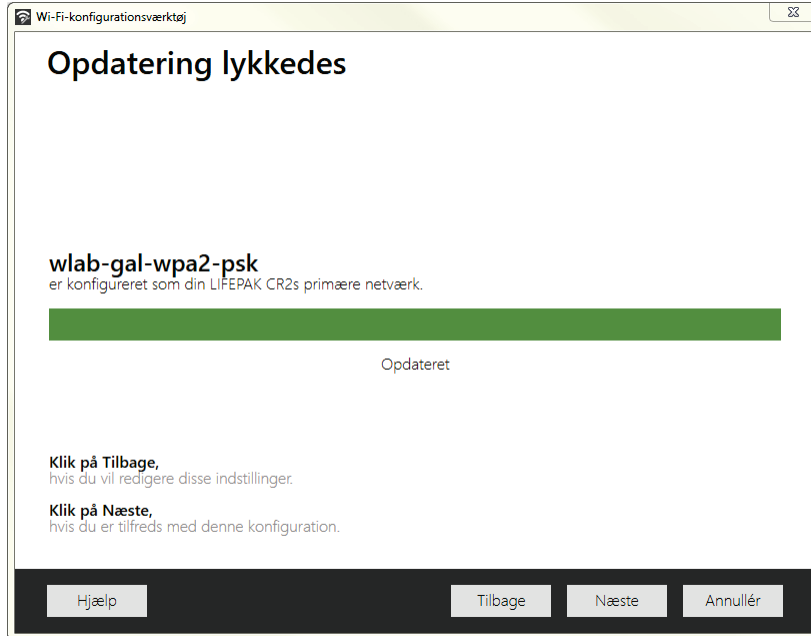 Wi-Fi-konfigurationsværktøj
Opdatering lykkedes
wlab-gal-wpa2-psk
er konfigureret som din LIFEPAK CR2s primære netværk.
Opdateret
Klik på Tilbage,
hvis du vil redigere disse indstillinger.
Klik på Næste,
hvis du er tilfreds med denne konfiguration.
Hjælp Tilbage Næste Annullér